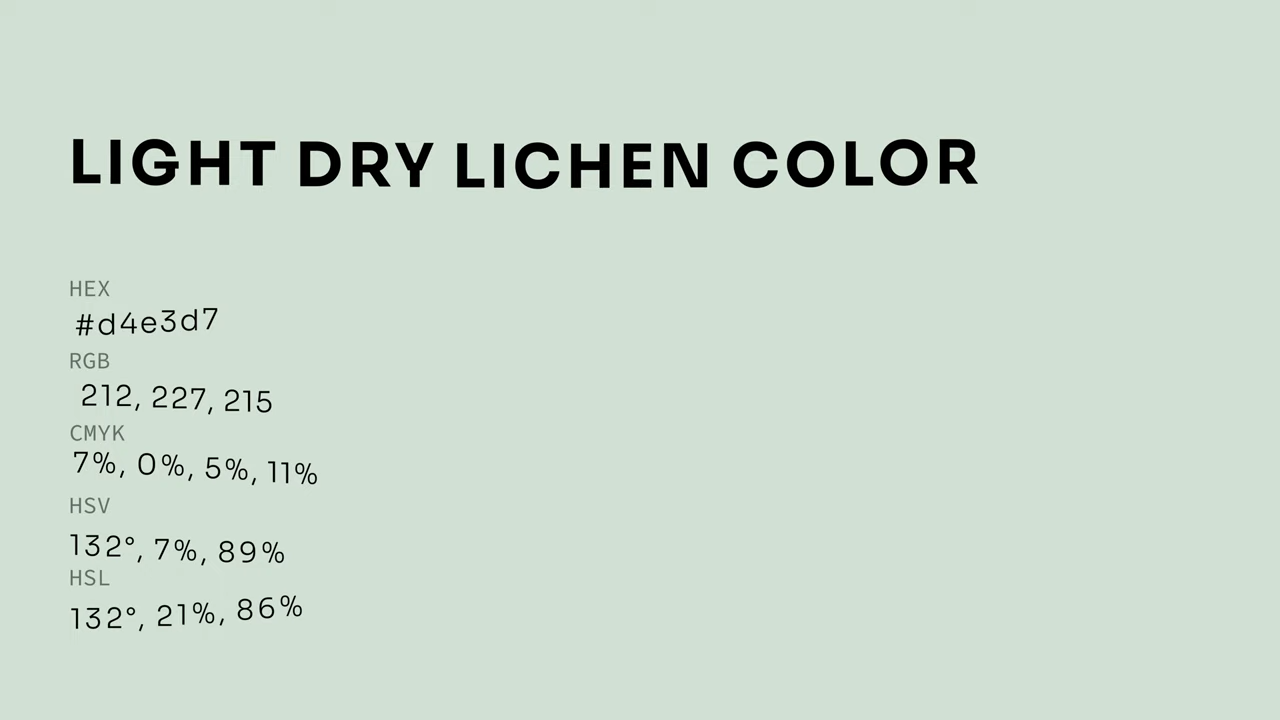 LIGHT DRY LICHEN COLOR
HEX
#d4e3d7
RGB
212, 227, 215
CMYK
7%, 0%, 5%, 11%
HSV
132°, 7%, 89%
HSL
132°, 21%, 86%